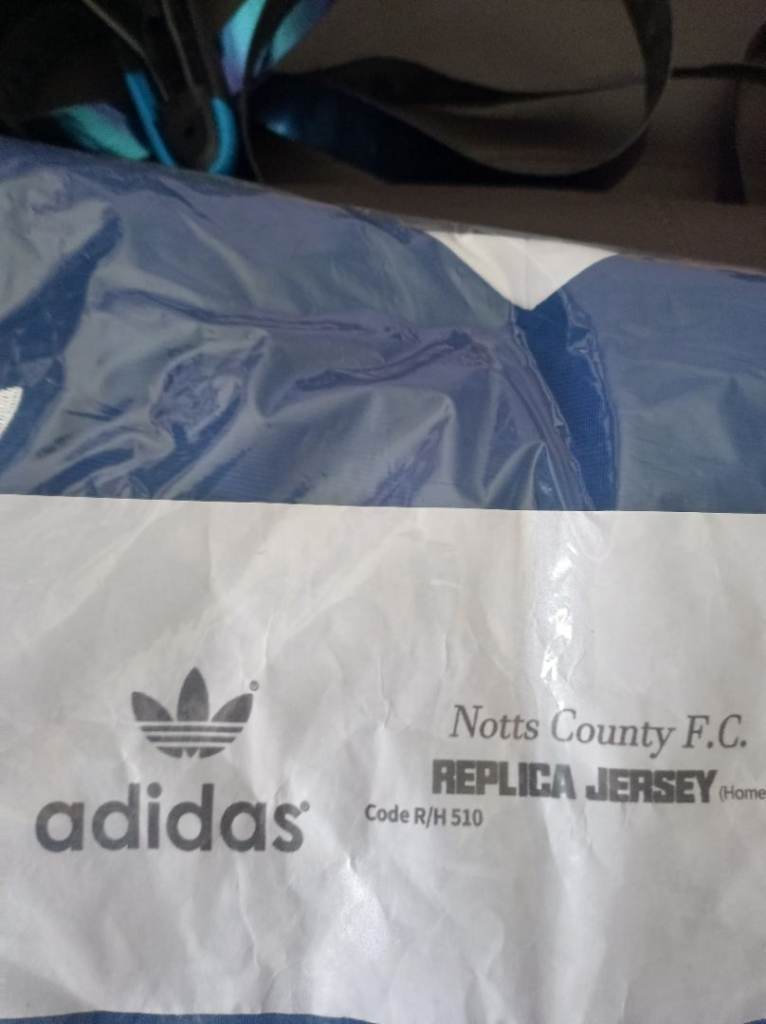 adidas
Notts County F.C.
REPLICA JERSEY (Home
Code R/H 510